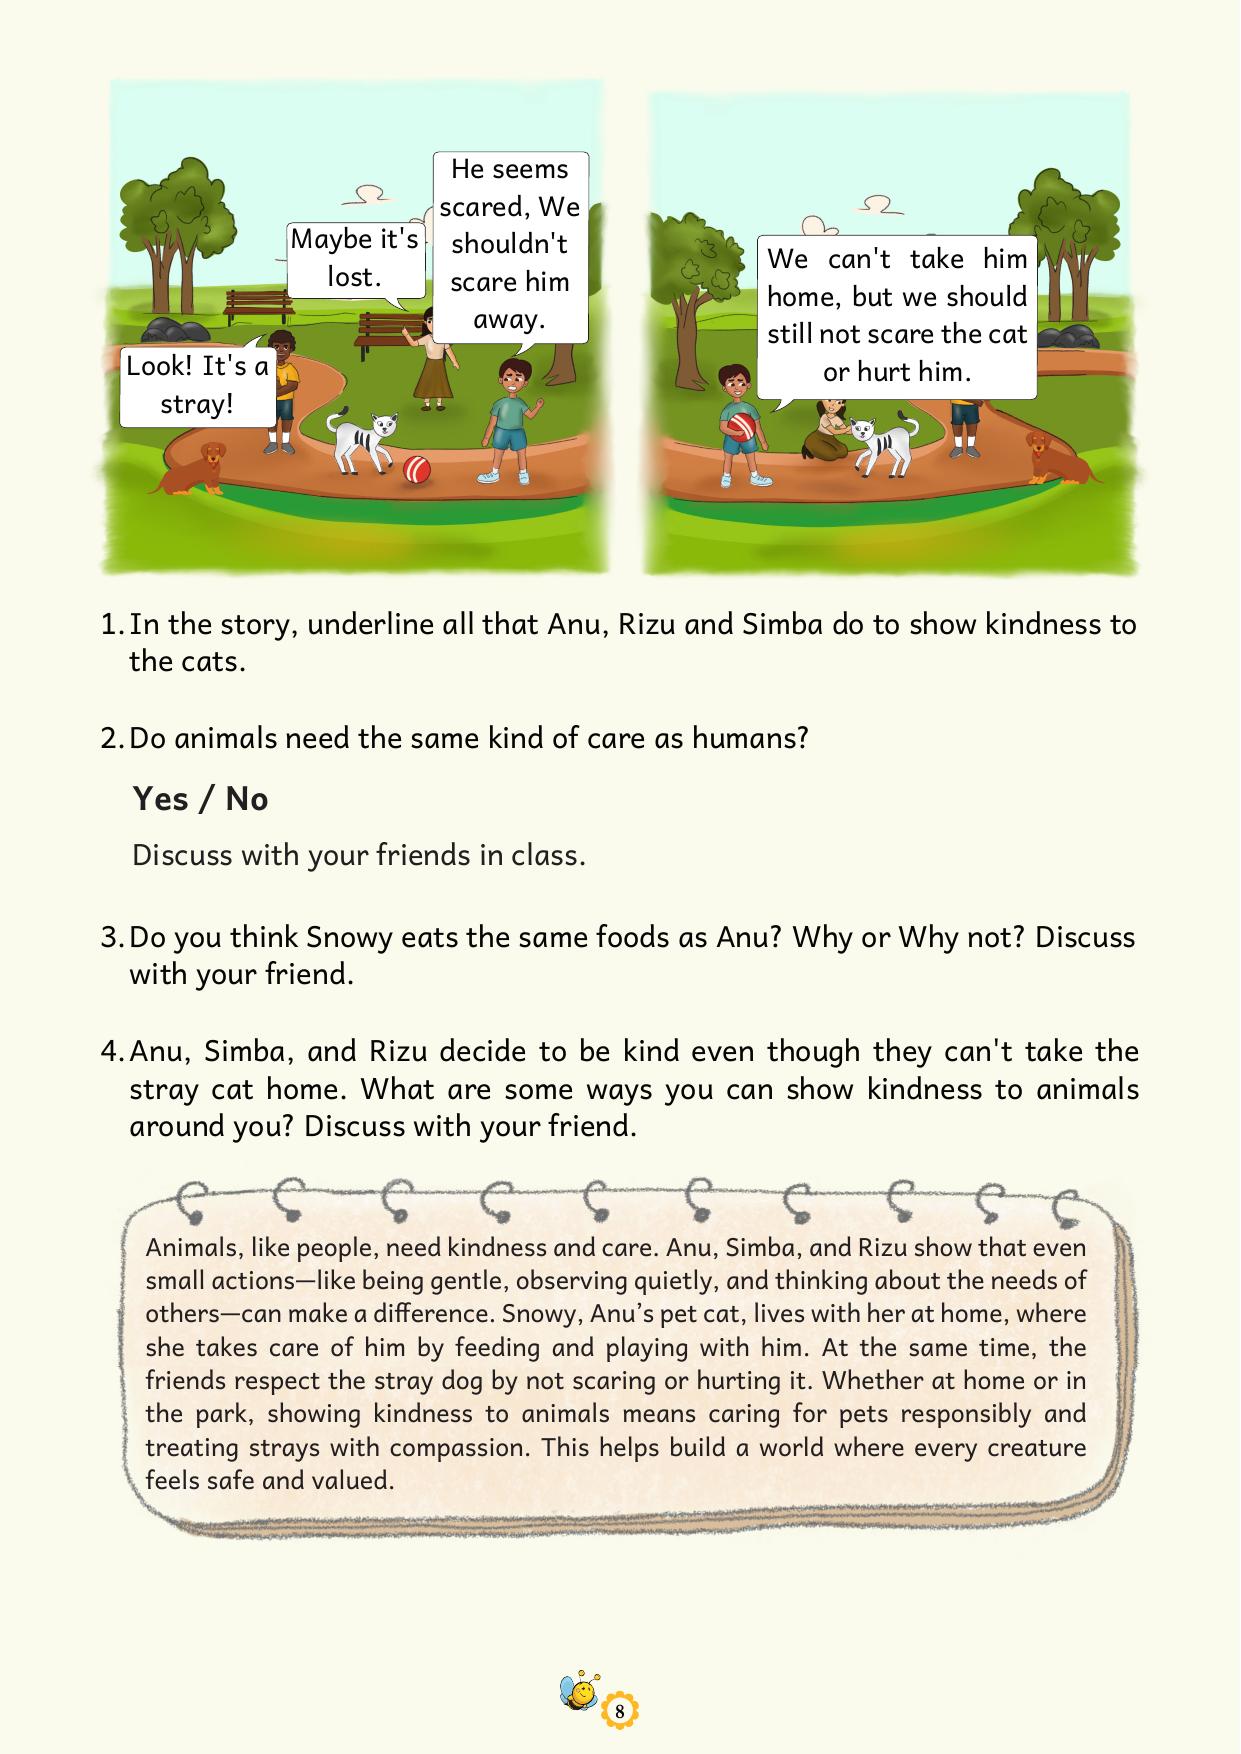 Look! It's a
stray!
Maybe it's
lost.
He seems
scared, We
shouldn't
scare him
away.
We can't take him
home, but we should
still not scare the cat
or hurt him.
1. In the story, underline all that Anu, Rizu and Simba do to show kindness to
the cats.
2. Do animals need the same kind of care as humans?
Yes / No
Discuss with your friends in class.
3. Do you think Snowy eats the same foods as Anu? Why or Why not? Discuss
with your friend.
4. Anu, Simba, and Rizu decide to be kind even though they can't take the
stray cat home. What are some ways you can show kindness to animals
around you? Discuss with your friend.
Animals, like people, need kindness and care. Anu, Simba, and Rizu show that even
small actions—like being gentle, observing quietly, and thinking about the needs of
others—can make a difference. Snowy, Anu’s pet cat, lives with her at home, where
she takes care of him by feeding and playing with him. At the same time, the
friends respect the stray dog by not scaring or hurting it. Whether at home or in
the park, showing kindness to animals means caring for pets responsibly and
treating strays with compassion. This helps build a world where every creature
feels safe and valued.
8